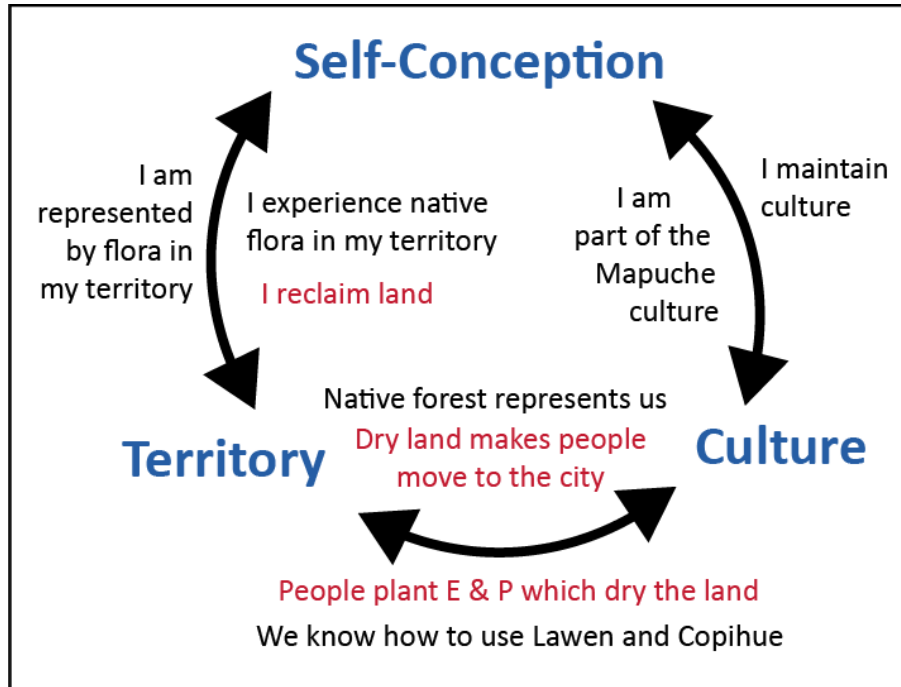 Self-Conception
I am
represented
by flora in
my territory
I experience native
flora in my territory
I reclaim land
I am
part of the
Mapuche
culture
I maintain
culture
Territory
Native forest represents us
Dry land makes people
move to the city
Culture
People plant E & P which dry the land
We know how to use Lawen and Copihue